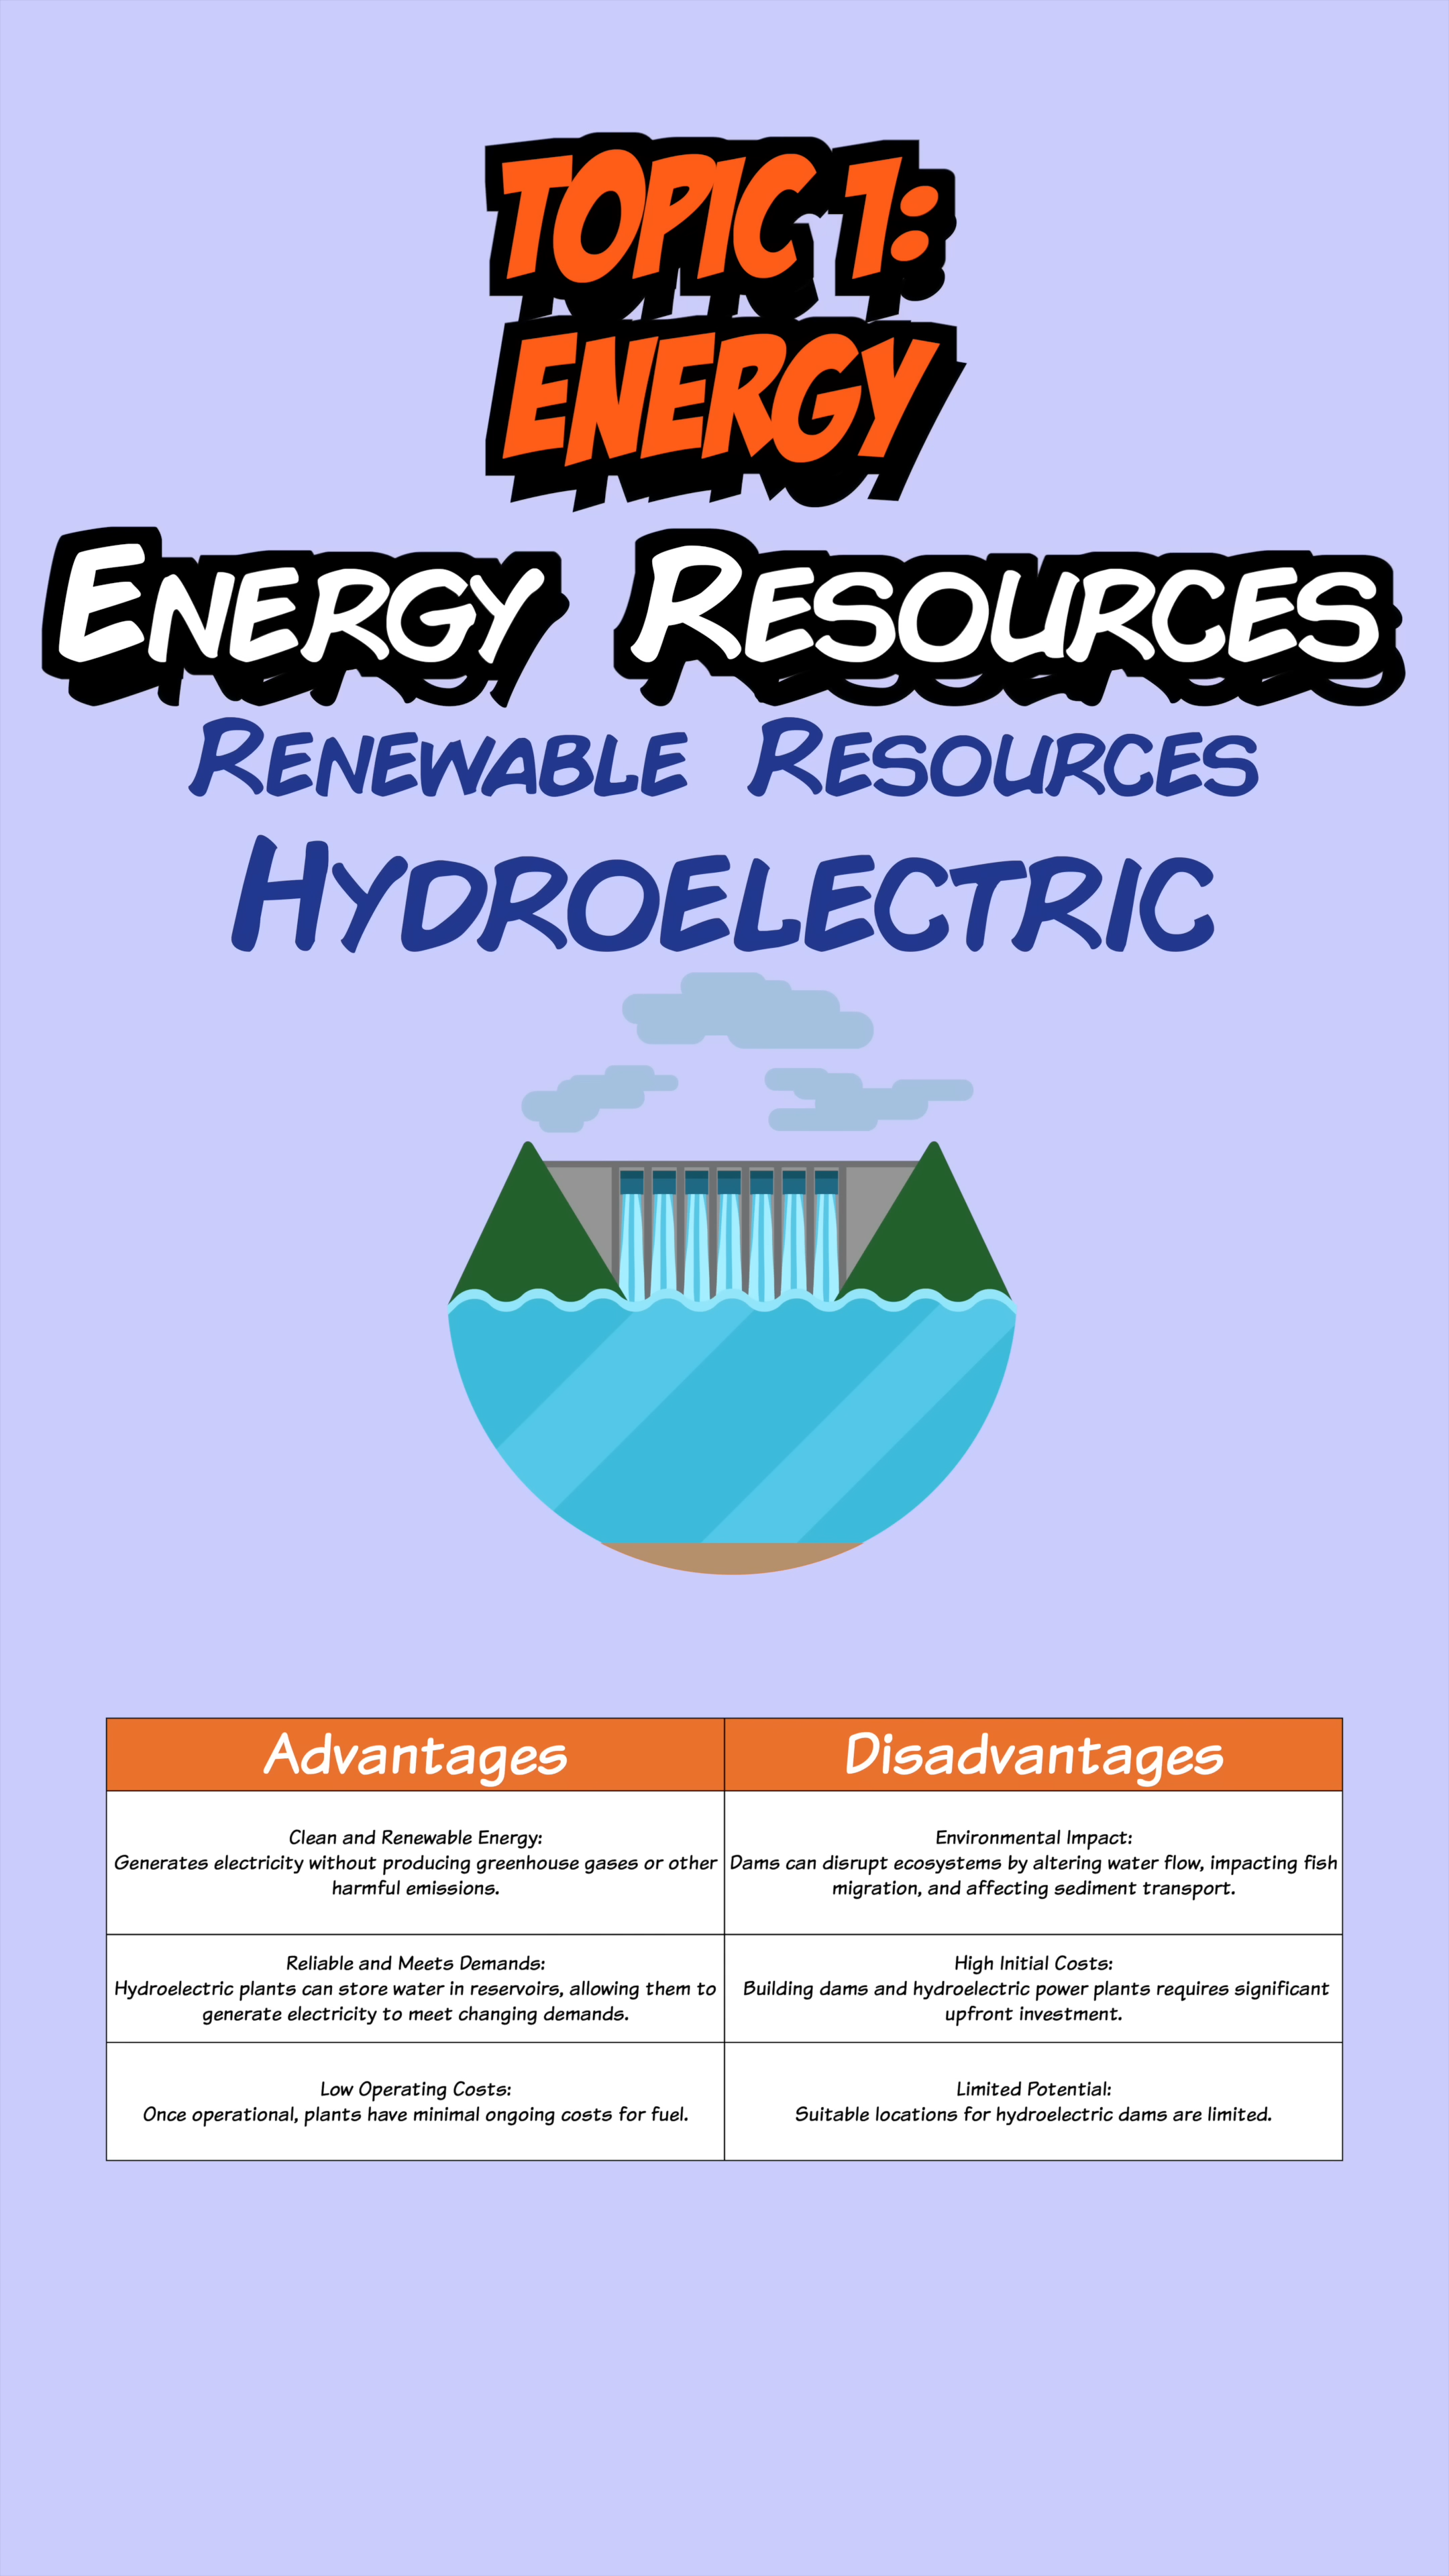 TOPIC 1:
ENERGY
ENERGY RESOURCES
RENEWABLE RESOURCES
HYDROELECTRIC
Advantages
Disadvantages
Clean and Renewable Energy:
Generates electricity without producing greenhouse gases or other
harmful emissions.
Environmental Impact:
Dams can disrupt ecosystems by altering water flow, impacting fish
migration, and affecting sediment transport.
Reliable and Meets Demands:
Hydroelectric plants can store water in reservoirs, allowing them to
generate electricity to meet changing demands.
High Initial Costs:
Building dams and hydroelectric power plants requires significant
upfront investment.
Low Operating Costs:
Once operational, plants have minimal ongoing costs for fuel.
Limited Potential:
Suitable locations for hydroelectric dams are limited.